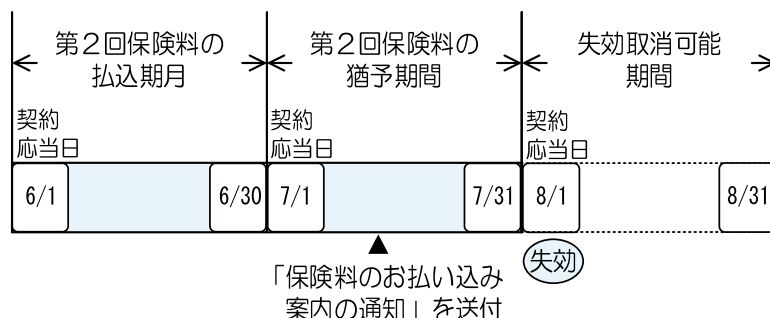 第２回保険料の
払込期月
第２回保険料の
猶予期間
失効取消可能
期間
契約
応当日
契約
応当日
契約
応当日
6/1
6/30
7/1
7/31
8/1
8/31
失効
「保険料のお払い込み
案内の通知」を送付